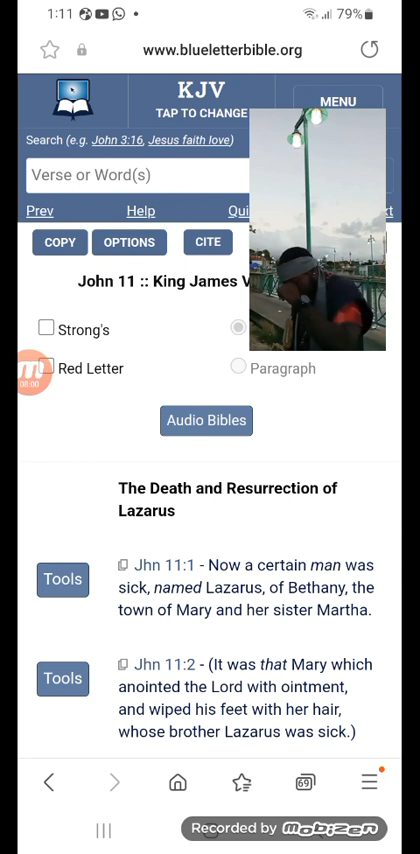 1:11
79%
www.blueletterbible.org
KJV
TAP TO CHANGE
MENU
Search (e.g. John 3:16, Jesus faith love)
Verse or Word(s)
Prev
Help
Qui
xt
COPY
OPTIONS
CITE
John 11 :: King James V
Strong's
Red Letter
Paragraph
08:00
Audio Bibles
The Death and Resurrection of
Lazarus
Tools
Jhn 11:1 - Now a certain man was
sick, named Lazarus, of Bethany, the
town of Mary and her sister Martha.
Tools
Jhn 11:2 - (It was that Mary which
anointed the Lord with ointment,
and wiped his feet with her hair,
whose brother Lazarus was sick.)
69
Recorded by mobizen